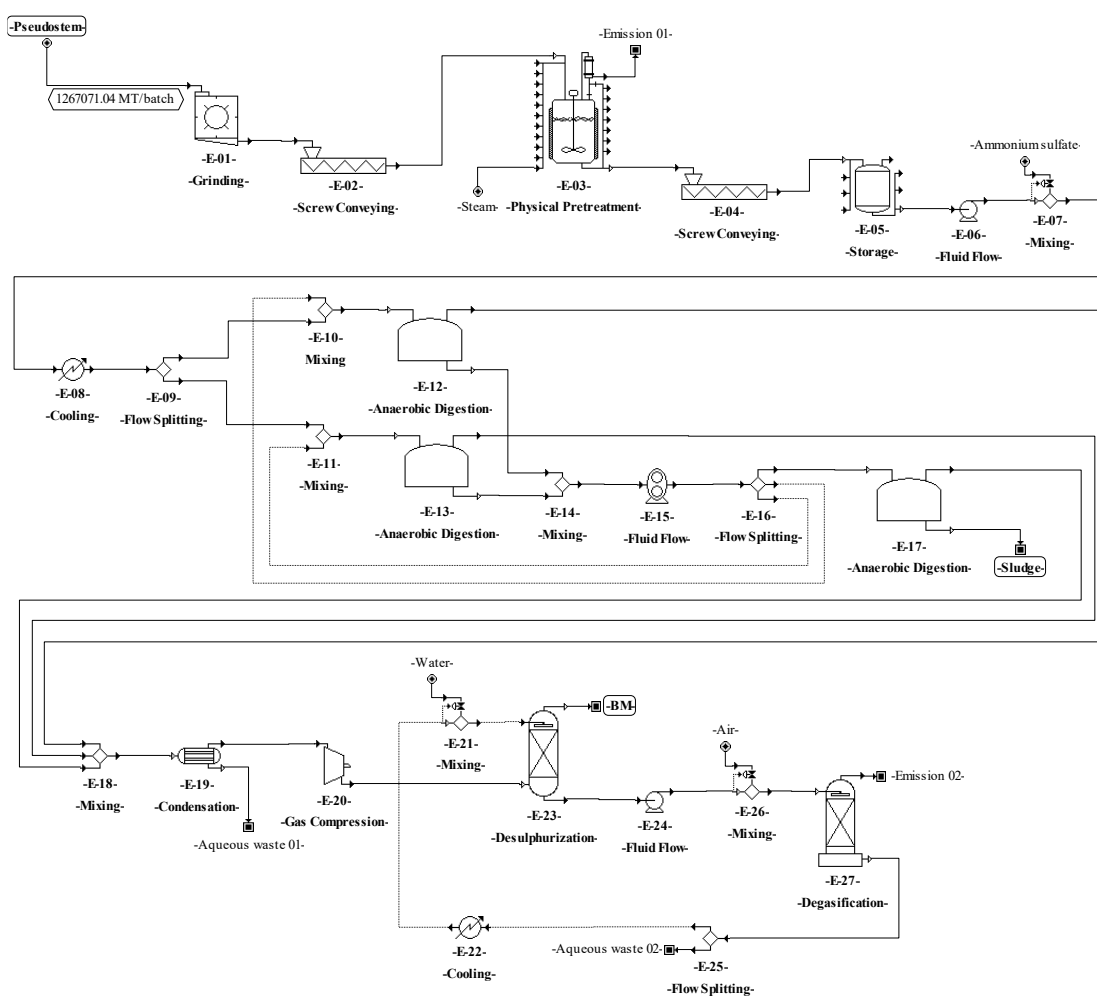 -Pseudostem-
-Emission 01-
1267071.04 MT/batch
-E-01-
-Grinding-
-E-02-
-Screw Conveying-
-Steam-
-E-03-
-Physical Pretreatment-
-E-04-
-Screw Conveying-
-E-05-
-Storage-
-E-06-
-Fluid Flow-
-Ammonium sulfate-
-E-07-
-Mixing-
-E-08-
-Cooling-
-E-09-
-Flow Splitting-
-E-10-
Mixing
-E-11-
-Mixing-
-E-12-
-Anaerobic Digestion-
-E-13-
-Anaerobic Digestion-
-E-14-
-Mixing-
-E-15-
-Fluid Flow-
-E-16-
-Flow Splitting-
-E-17-
-Anaerobic Digestion-
-Sludge-
-E-18-
-Mixing-
-E-19-
-Condensation-
-Aqueous waste 01-
-E-20-
-Gas Compression-
-Water-
-E-21-
-Mixing-
-BM-
-E-23-
-Desulphurization-
-E-24-
-Fluid Flow-
-Air-
-E-26-
-Mixing-
-Emission 02-
-E-27-
-Degasification-
-E-22-
-Cooling-
-Aqueous waste 02-
-E-25-
-Flow Splitting-